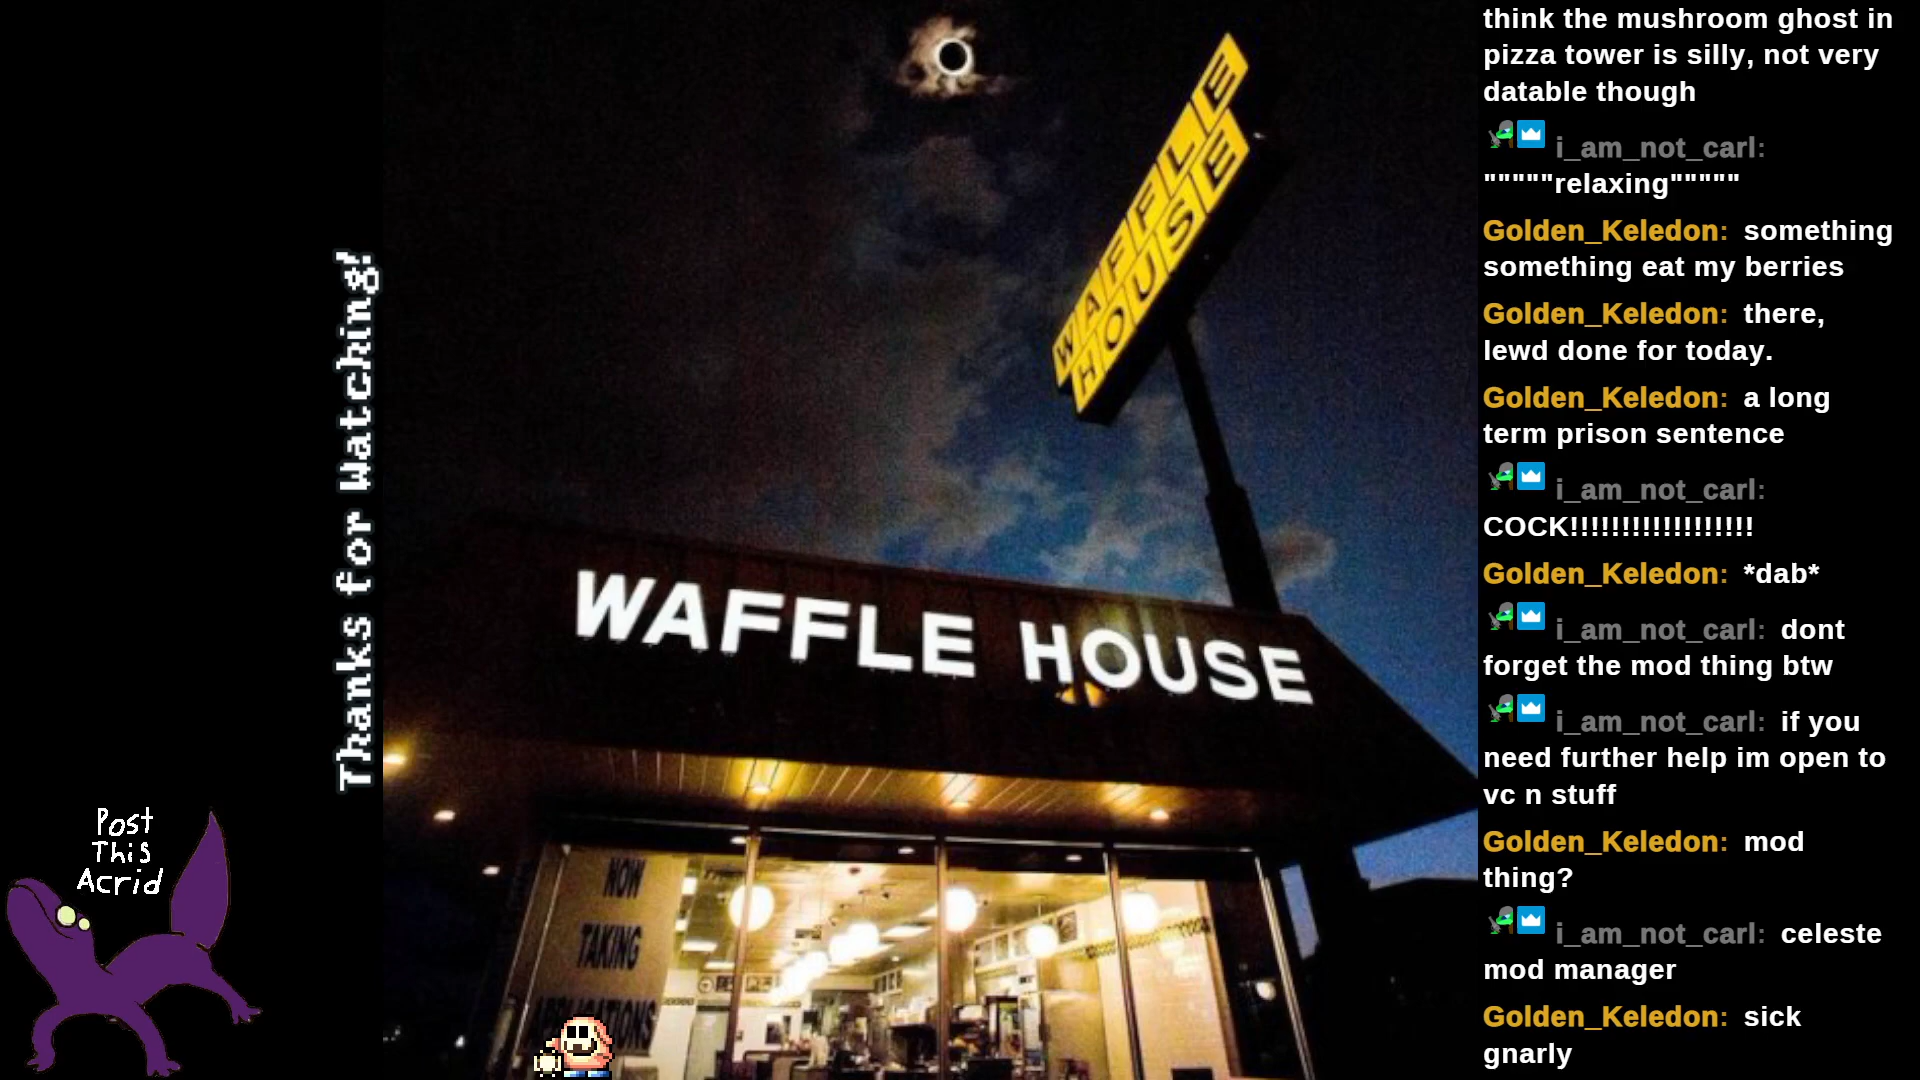 think the mushroom ghost in
pizza tower is silly, not very
datable though
i_am_not_carl:
"""""relaxing"""""
Golden_Keledon: something
something eat my berries
Golden_Keledon: there,
lewd done for today.
Golden_Keledon: a long
term prison sentence
i_am_not_carl:
COCK!!!!!!!!!!!!!!!!!!
Golden_Keledon: *dab*
i_am_not_carl: dont
forget the mod thing btw
i_am_not_carl: if you
need further help im open to
vc n stuff
Golden_Keledon: mod
thing?
i_am_not_carl: celeste
mod manager
Golden_Keledon: sick
gnarly
Thanks for Watching!
Post
This
Acrid
WAFFLE
HOUSE
WAFFLE HOUSE
NOW
TAKING
APPLICATIONS